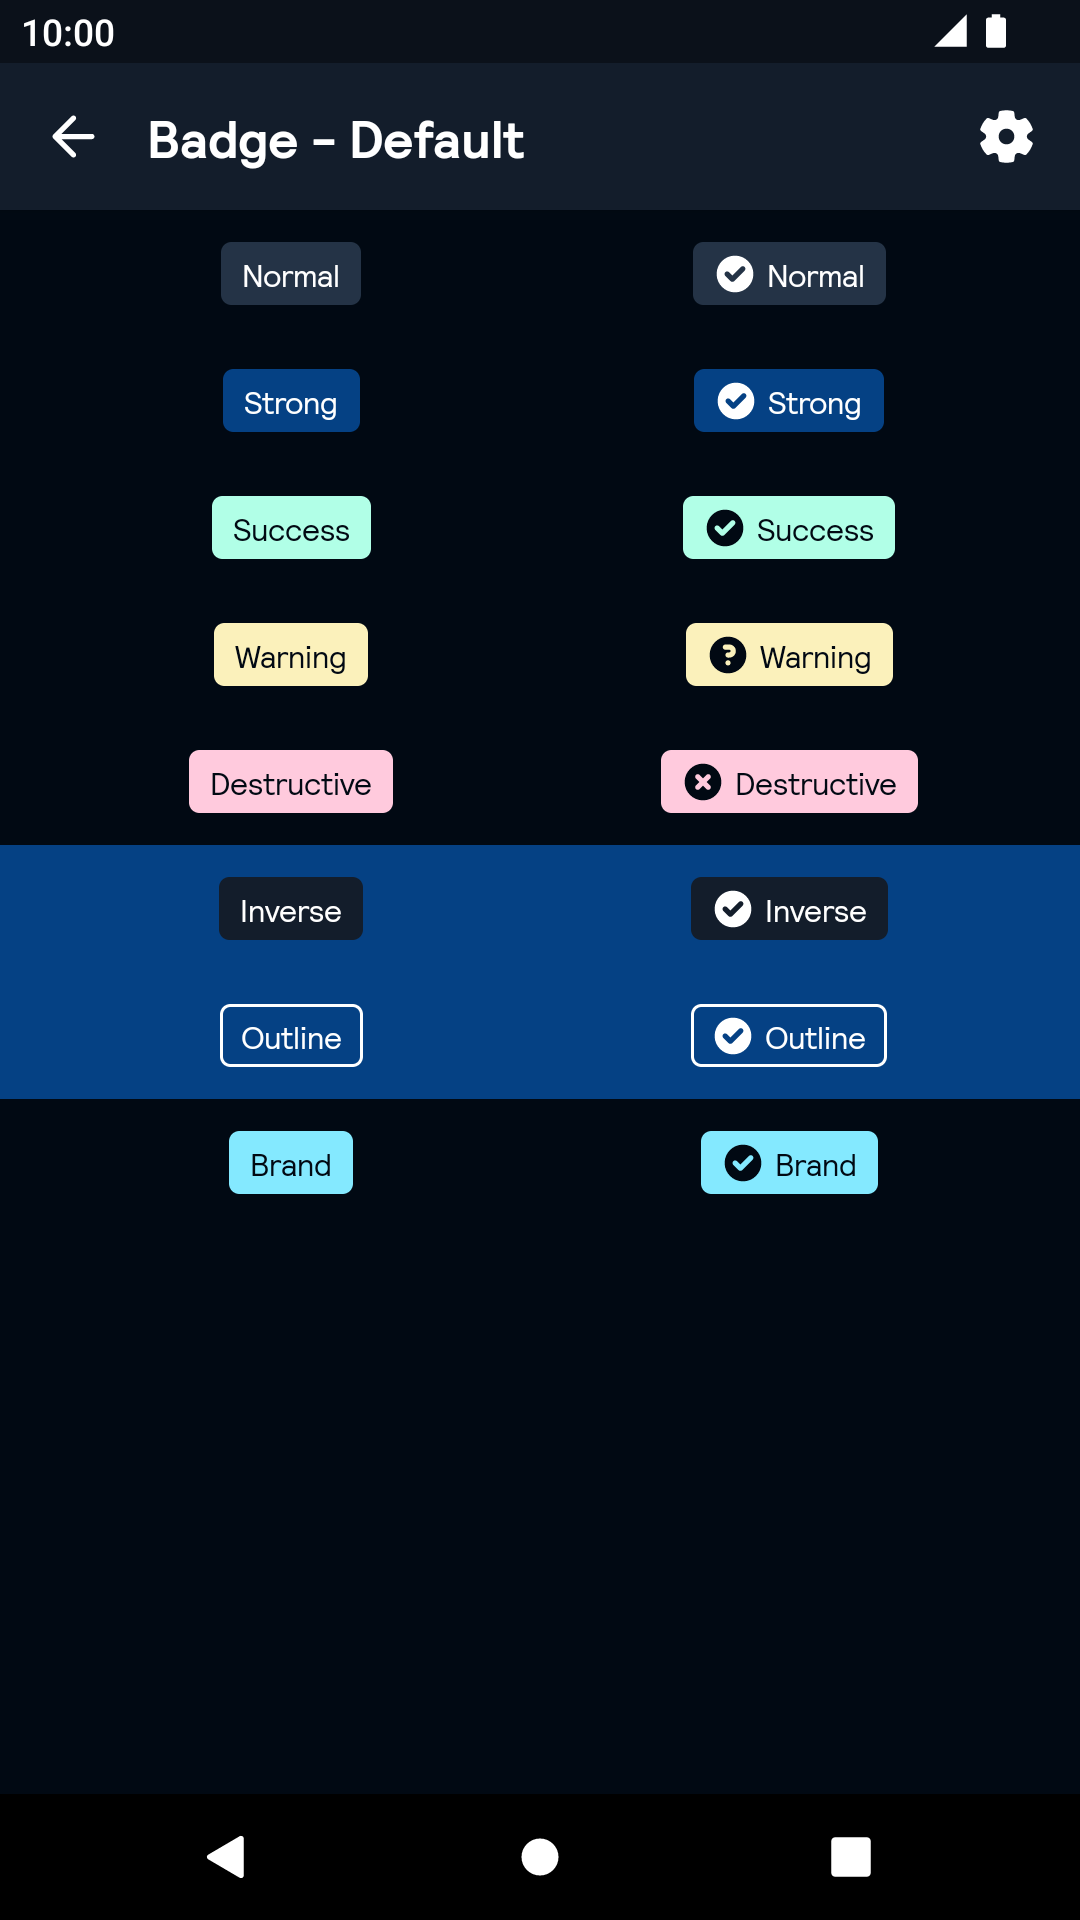 10:00
Badge - Default
Normal Normal
Strong Strong
Success Success
Warning Warning
Destructive Destructive
Inverse Inverse
Outline Outline
Brand Brand